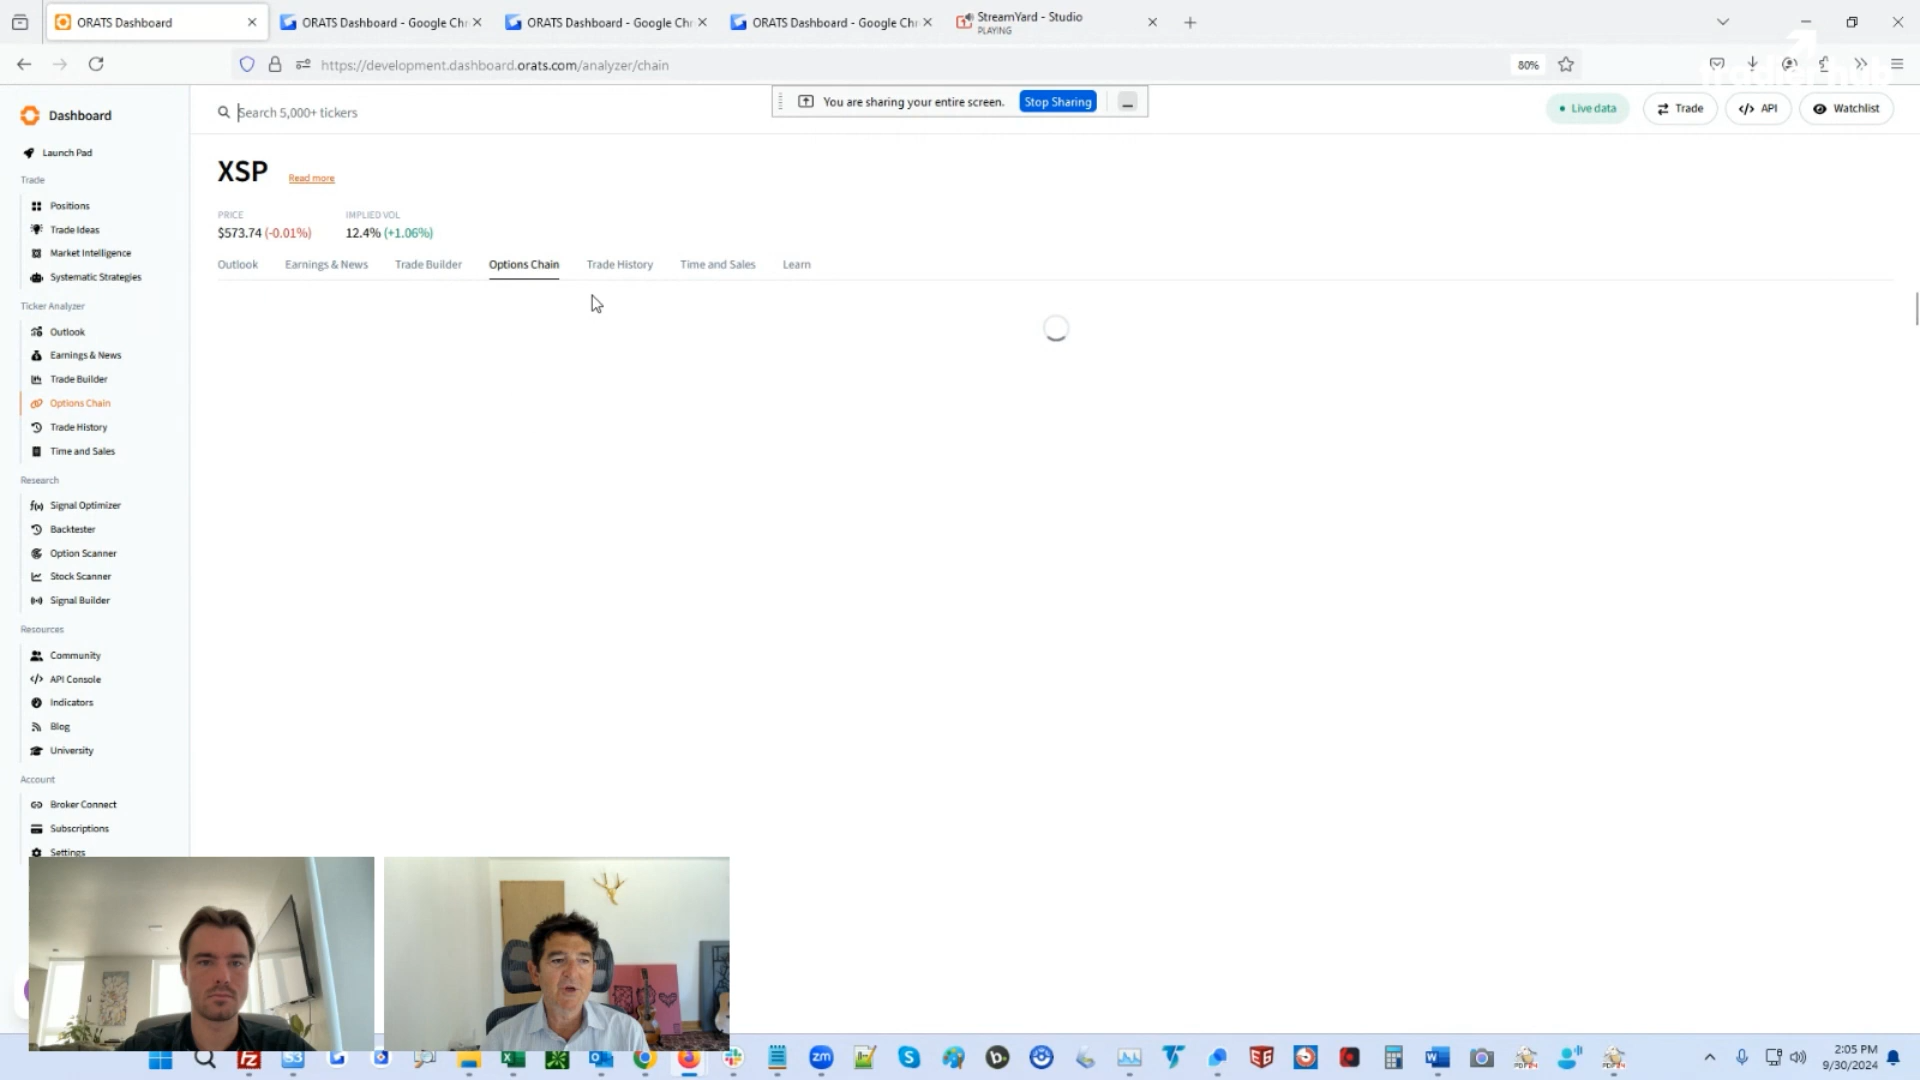 ORATS Dashboard
ORATS Dashboard - Google Chr
ORATS Dashboard - Google Chr
ORATS Dashboard - Google Chr
StreamYard - Studio
PLAYING
https://development.dashboard.orats.com/analyzer/chain
80%
tradier hub
Dashboard
Search 5,000+ tickers
You are sharing your entire screen.
Stop Sharing
Live data
Trade
</> API
Watchlist
Launch Pad
Trade
Positions
Trade Ideas
Market Intelligence
Systematic Strategies
Ticker Analyzer
Outlook
Earnings & News
Trade Builder
Options Chain
Trade History
Time and Sales
Research
f(x) Signal Optimizer
Backtester
Option Scanner
Stock Scanner
Signal Builder
Resources
Community
</> API Console
Indicators
Blog
University
Account
Broker Connect
Subscriptions
Settings
XSP
Read more
PRICE
IMPLIED VOL
$573.74 (-0.01%)
12.4% (+1.06%)
Outlook
Earnings & News
Trade Builder
Options Chain
Trade History
Time and Sales
Learn
2:05 PM
9/30/2024